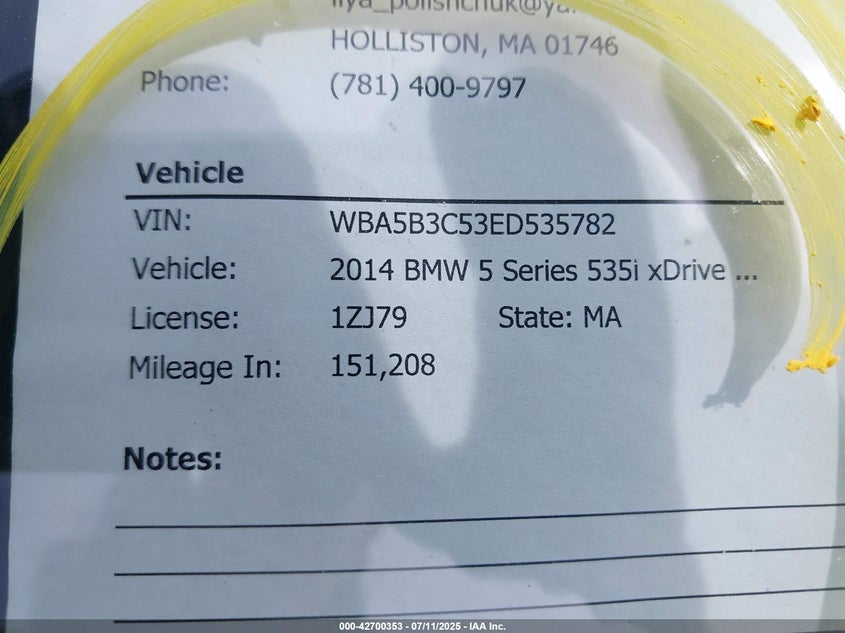 HOLLISTON, MA 01746
Phone: (781) 400-9797
Vehicle
VIN: WBA5B3C53ED535782
Vehicle: 2014 BMW 5 Series 535i xDrive ...
License: 1ZJ79 State: MA
Mileage In: 151,208
Notes:
000-42700353 - 07/11/2025 - IAA Inc.